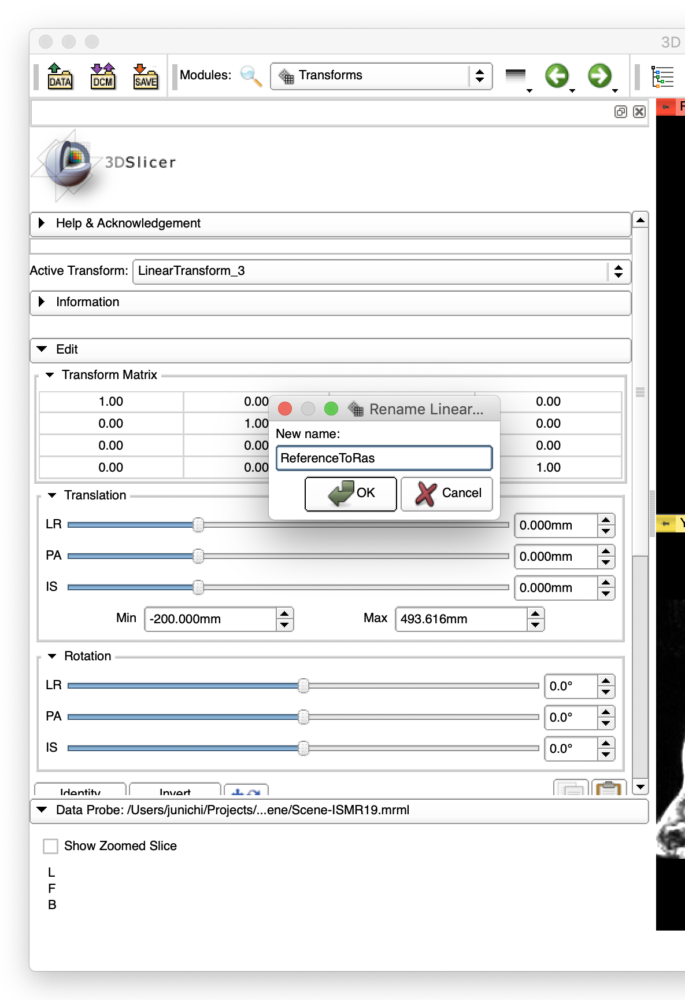 3D
DATA
DCM
SAVE
Modules:
Transforms
3DSlicer
Help & Acknowledgement
Active Transform: LinearTransform_3
Information
Edit
Transform Matrix
1.00 0.00 0.00
0.00 1.00 0.00
0.00 0.00 0.00
0.00 0.00 1.00
Rename Linear...
New name:
ReferenceToRas
OK Cancel
Translation
LR 0.000mm
PA 0.000mm
IS 0.000mm
Min -200.000mm Max 493.616mm
Rotation
LR 0.0°
PA 0.0°
IS 0.0°
Identity Invert
Data Probe: /Users/junichi/Projects/...ene/Scene-ISMR19.mrml
Show Zoomed Slice
L
F
B